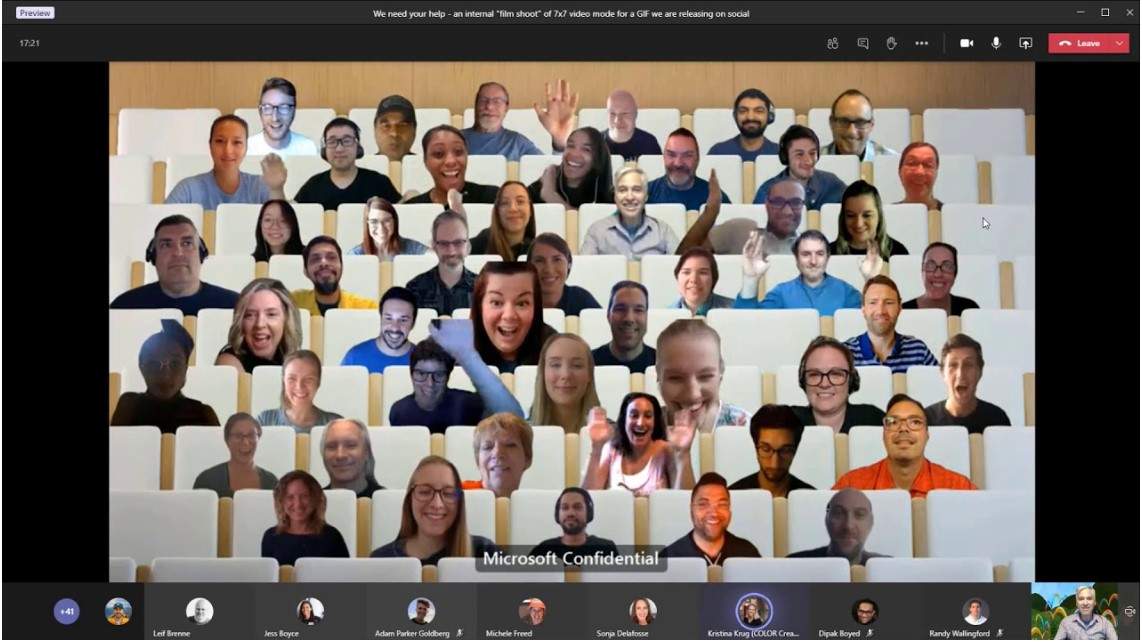 Preview
We need your help - an internal "film shoot" of 7x7 video mode for a GIF we are releasing on social
17:21
Leave
Microsoft Confidential
+41
Leif Brenne
Jess Boyce
Adam Parker Goldberg
Michele Freed
Sonja Delafosse
Kristina Krug (COLOR Crea...
Dipak Boyed
Randy Wallingford